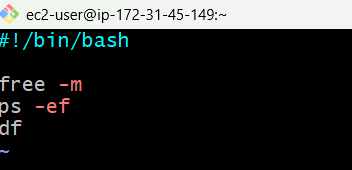 ec2-user@ip-172-31-45-149:~
#!/bin/bash
free -m
ps -ef
df
~